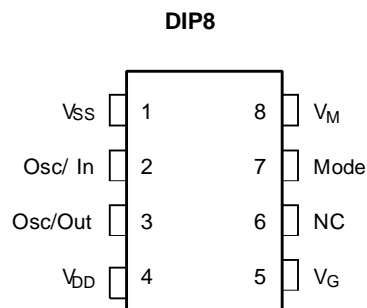 DIP8
VSS 1 8 VM
Osc/ In 2 7 Mode
Osc/Out 3 6 NC
VDD 4 5 VG